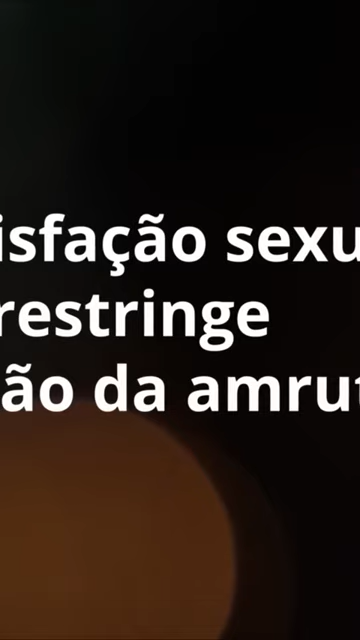 isfação sexu
restringe
ão da amrut